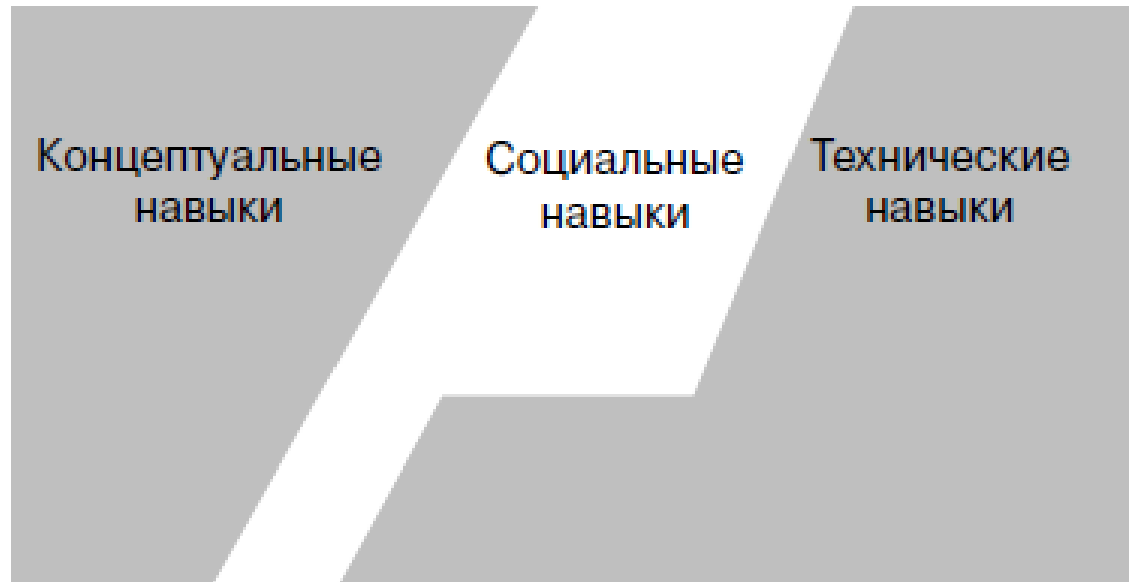 Концептуальные
навыки
Социальные
навыки
Технические
навыки